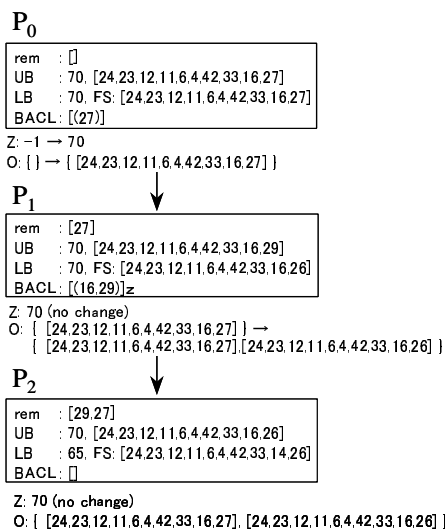 P0
rem : []
UB : 70, [24,23,12,11,6,4,42,33,16,27]
LB : 70, FS: [24,23,12,11,6,4,42,33,16,27]
BACL : [(27)]
Z: -1 → 70
O: { } → { [24,23,12,11,6,4,42,33,16,27] }
P1
rem : [27]
UB : 70, [24,23,12,11,6,4,42,33,16,29]
LB : 70, FS: [24,23,12,11,6,4,42,33,16,26]
BACL : [(16,29)]z
Z: 70 (no change)
O: { [24,23,12,11,6,4,42,33,16,27] } →
{ [24,23,12,11,6,4,42,33,16,27],[24,23,12,11,6,4,42,33,16,26] }
P2
rem : [29,27]
UB : 70, [24,23,12,11,6,4,42,33,16,26]
LB : 65, FS: [24,23,12,11,6,4,42,33,14,26]
BACL : []
Z: 70 (no change)
O: { [24,23,12,11,6,4,42,33,16,27], [24,23,12,11,6,4,42,33,16,26] }